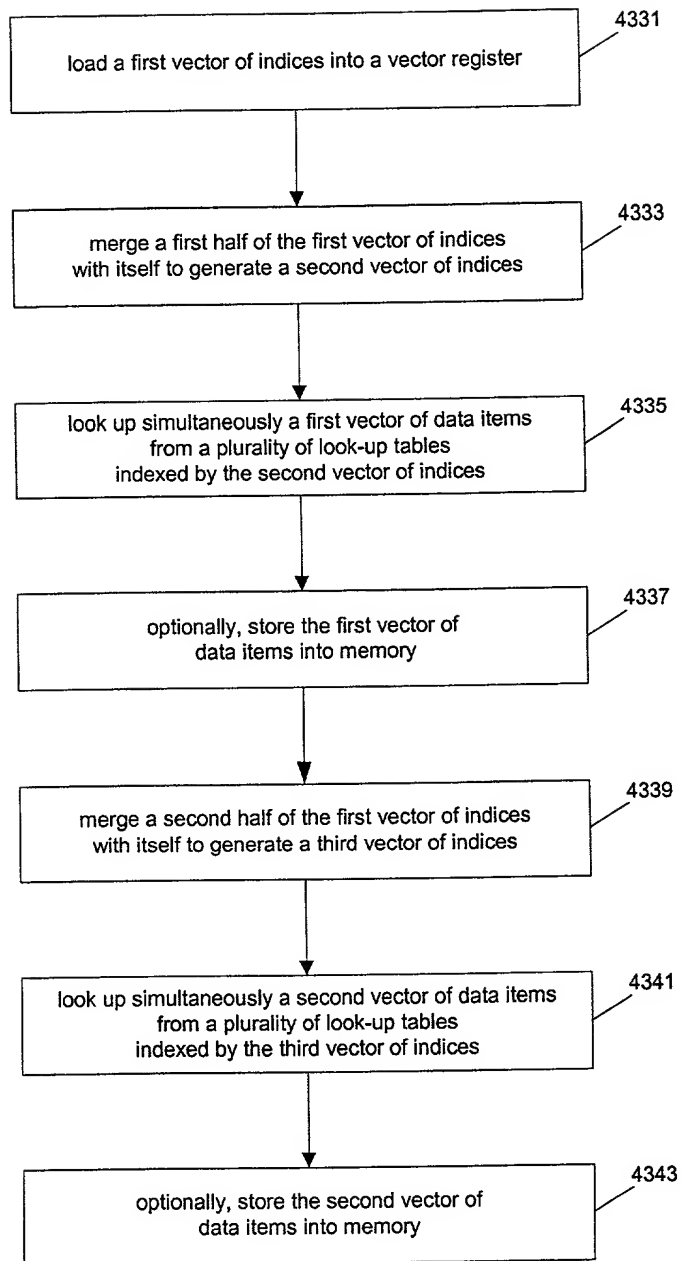 4331
load a first vector of indices into a vector register
4333
merge a first half of the first vector of indices
with itself to generate a second vector of indices
4335
look up simultaneously a first vector of data items
from a plurality of look-up tables
indexed by the second vector of indices
4337
optionally, store the first vector of
data items into memory
4339
merge a second half of the first vector of indices
with itself to generate a third vector of indices
4341
look up simultaneously a second vector of data items
from a plurality of look-up tables
indexed by the third vector of indices
4343
optionally, store the second vector of
data items into memory